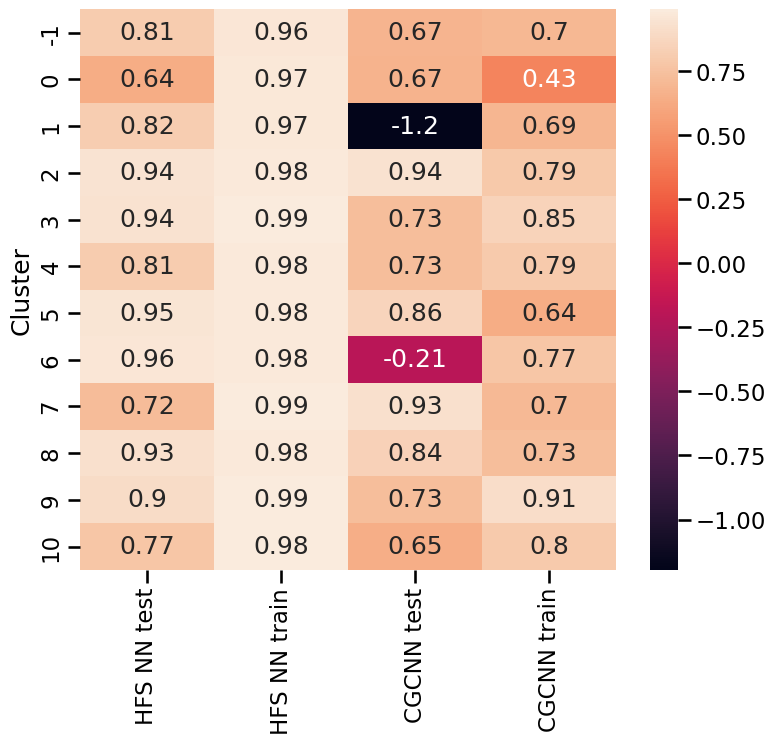 -1 0.81 0.96 0.67 0.7
0 0.64 0.97 0.67 0.43
1 0.82 0.97 -1.2 0.69
2 0.94 0.98 0.94 0.79
3 0.94 0.99 0.73 0.85
4 0.81 0.98 0.73 0.79
5 0.95 0.98 0.86 0.64
6 0.96 0.98 -0.21 0.77
7 0.72 0.99 0.93 0.7
8 0.93 0.98 0.84 0.73
9 0.9 0.99 0.73 0.91
10 0.77 0.98 0.65 0.8
Cluster
HFS NN test
HFS NN train
CGCNN test
CGCNN train
0.75
0.50
0.25
0.00
−0.25
−0.50
−0.75
−1.00